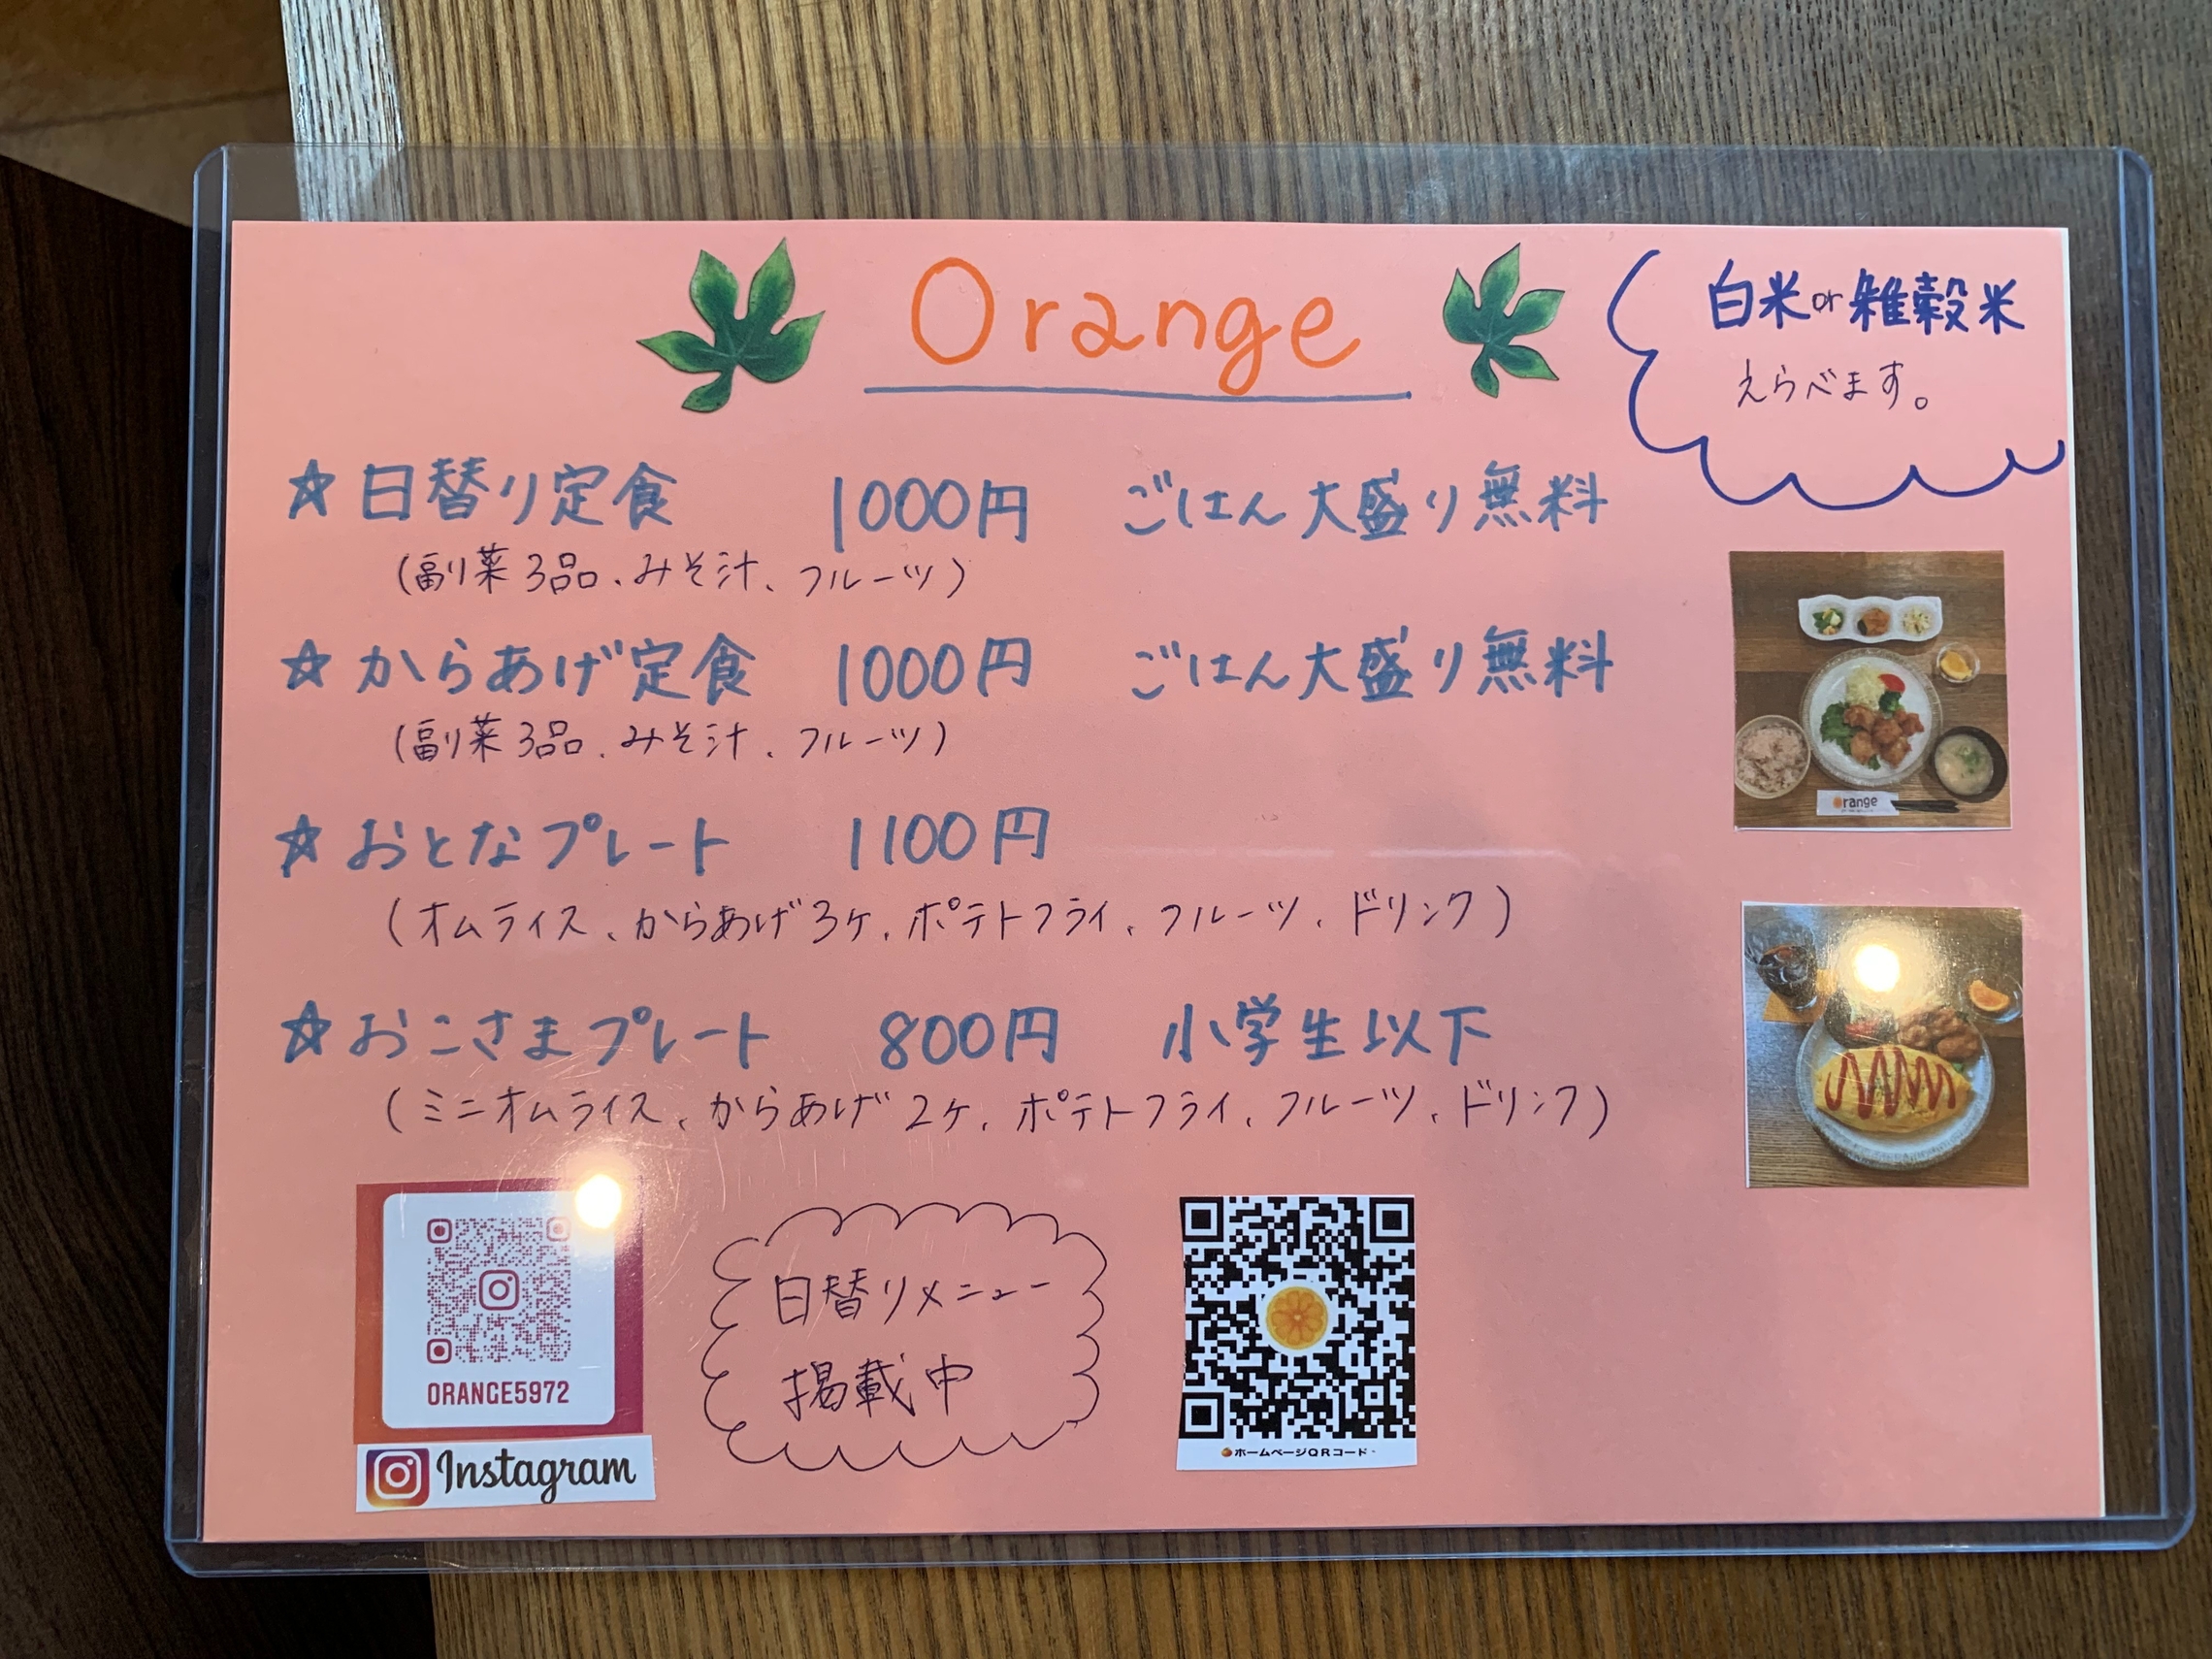 Orange
白米or雑穀米
えらべます。
☆日替り定食 1000円 ごはん大盛り無料
(副菜3品、みそ汁、フルーツ)
☆からあげ定食 1000円 ごはん大盛り無料
(副菜3品、みそ汁、フルーツ)
☆おとなプレート 1100円
(オムライス、からあげ3ケ、ポテトフライ、フルーツ、ドリンク)
☆おこさまプレート 800円 小学生以下
(ミニオムライス、からあげ2ケ、ポテトフライ、フルーツ、ドリンク)
Orange
ORANGE5972
Instagram
日替りメニュー
掲載中
ホームページQRコード